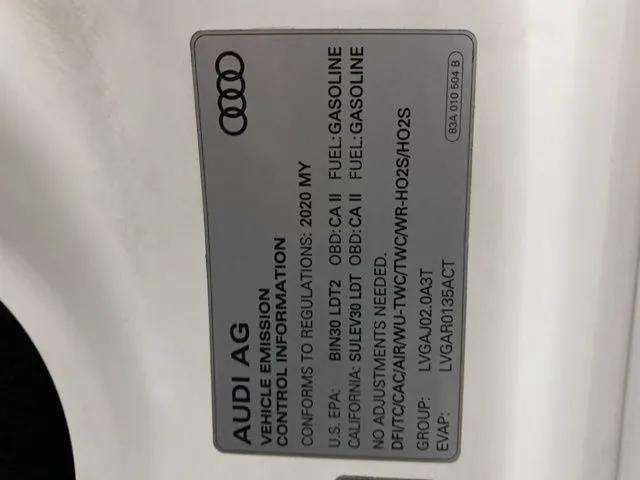 AUDI AG
VEHICLE EMISSION
CONTROL INFORMATION
CONFORMS TO REGULATIONS: 2020 MY
U.S. EPA: BIN30 LDT2 OBD: CA II FUEL: GASOLINE
CALIFORNIA: SULEV30 LDT OBD: CA II FUEL: GASOLINE
NO ADJUSTMENTS NEEDED.
DFI/TC/CAC/AIR/WU-TWC/TWC/WR-HO2S/HO2S
GROUP: LVGAJ02.0A3T
EVAP: LVGAR0135ACT
83A 010 504 B